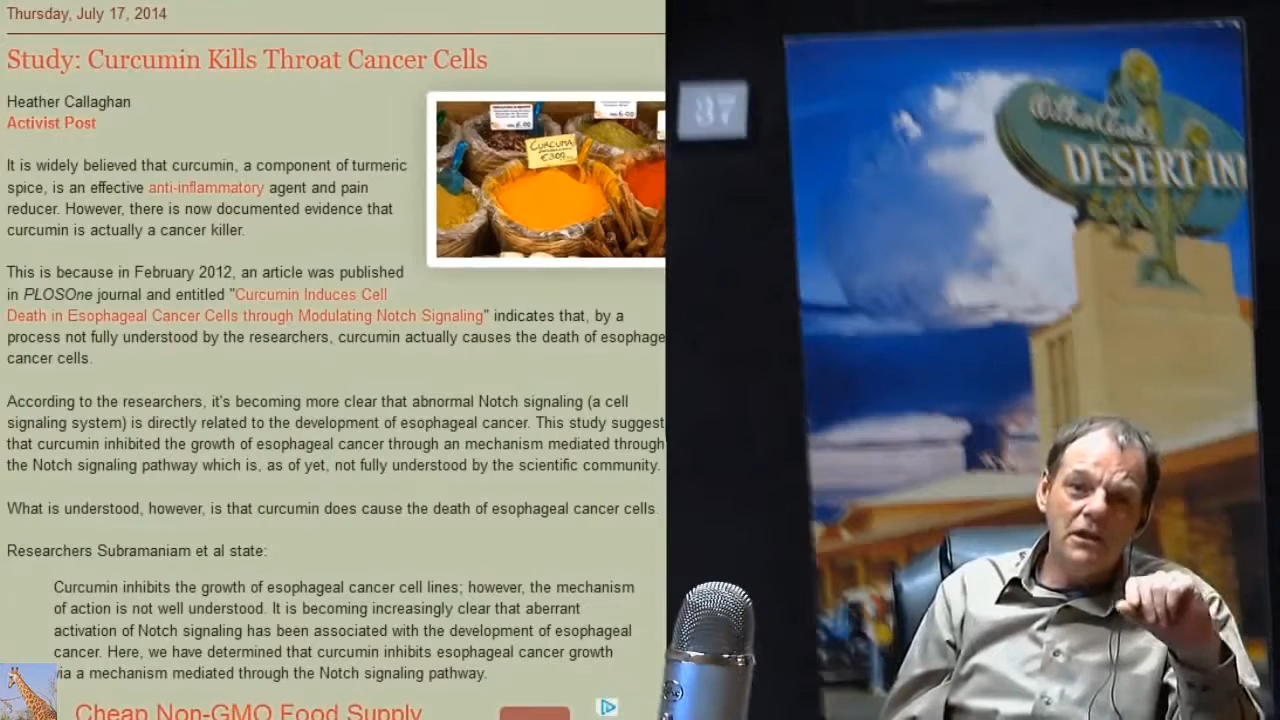 Thursday, July 17, 2014
Study: Curcumin Kills Throat Cancer Cells
Heather Callaghan
Activist Post
It is widely believed that curcumin, a component of turmeric
spice, is an effective anti-inflammatory agent and pain
reducer. However, there is now documented evidence that
curcumin is actually a cancer killer.
This is because in February 2012, an article was published
in PLOSOne journal and entitled "Curcumin Induces Cell
Death in Esophageal Cancer Cells through Modulating Notch Signaling" indicates that, by a
process not fully understood by the researchers, curcumin actually causes the death of esophage
cancer cells.
According to the researchers, it's becoming more clear that abnormal Notch signaling (a cell
signaling system) is directly related to the development of esophageal cancer. This study suggest
that curcumin inhibited the growth of esophageal cancer through an mechanism mediated through
the Notch signaling pathway which is, as of yet, not fully understood by the scientific community.
What is understood, however, is that curcumin does cause the death of esophageal cancer cells.
Researchers Subramaniam et al state:
Curcumin inhibits the growth of esophageal cancer cell lines; however, the mechanism
of action is not well understood. It is becoming increasingly clear that aberrant
activation of Notch signaling has been associated with the development of esophageal
cancer. Here, we have determined that curcumin inhibits esophageal cancer growth
via a mechanism mediated through the Notch signaling pathway.
Cheap Non-GMO Food Supply
CURCUMA
37
DESERT INN